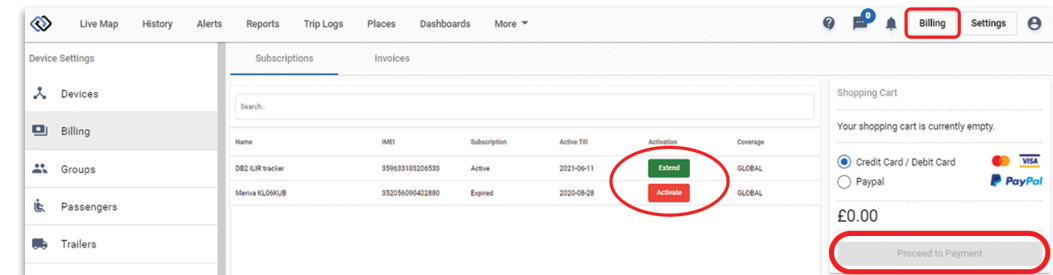 Live Map History Alerts Reports Trip Logs Places Dashboards More 0 Billing Settings
Device Settings
Devices
Billing
Groups
Passengers
Trailers
Subscriptions Invoices
Search..
Name IMEI Subscription Active Till Activation Coverage
DB2 ILIR tracker 359633103206533 Active 2021-06-11 Extend GLOBAL
Meriva KL06KUB 352056090402880 Expired 2020-08-28 Activate GLOBAL
Shopping Cart
Your shopping cart is currently empty.
Credit Card / Debit Card VISA
Paypal PayPal
£0.00
Proceed to Payment